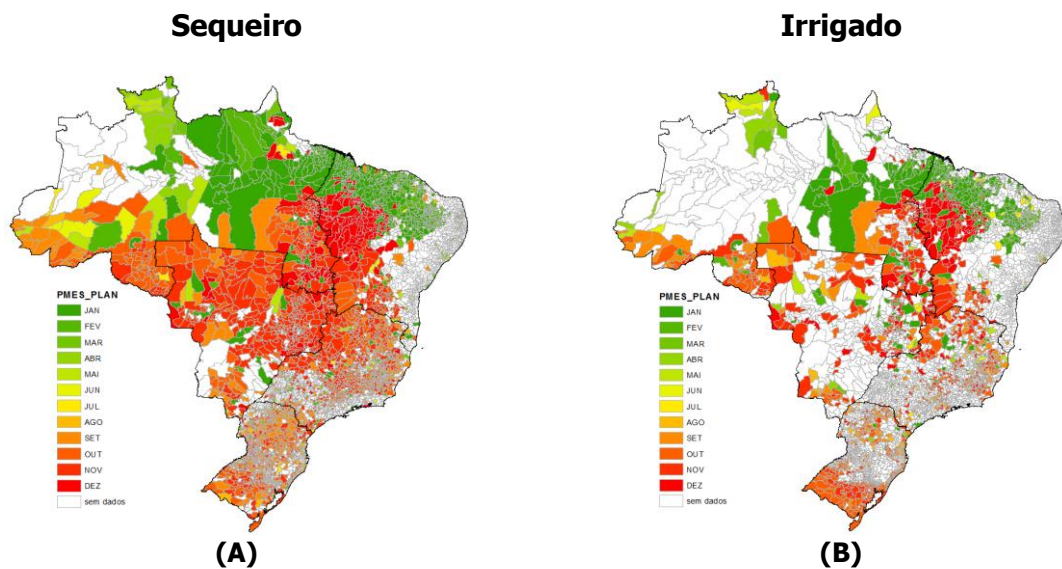 Sequeiro
Irrigado
PMES_PLAN
JAN
FEV
MAR
ABR
MAI
JUN
JUL
AGO
SET
OUT
NOV
DEZ
sem dados
PMES_PLAN
JAN
FEV
MAR
ABR
MAI
JUN
JUL
AGO
SET
OUT
NOV
DEZ
sem dados
(A)
(B)